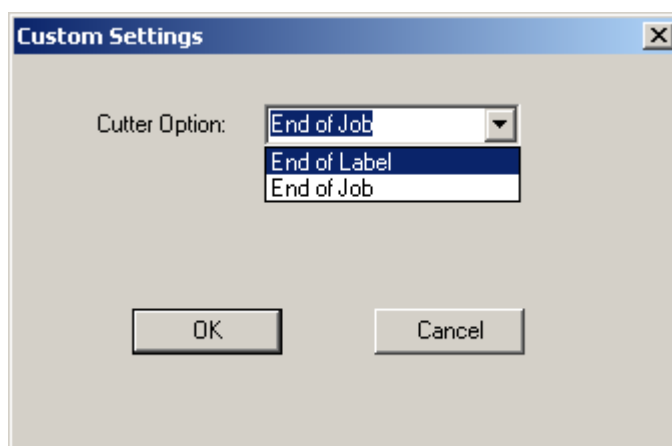 Custom Settings
Cutter Option: End of Job
End of Label
End of Job
OK Cancel